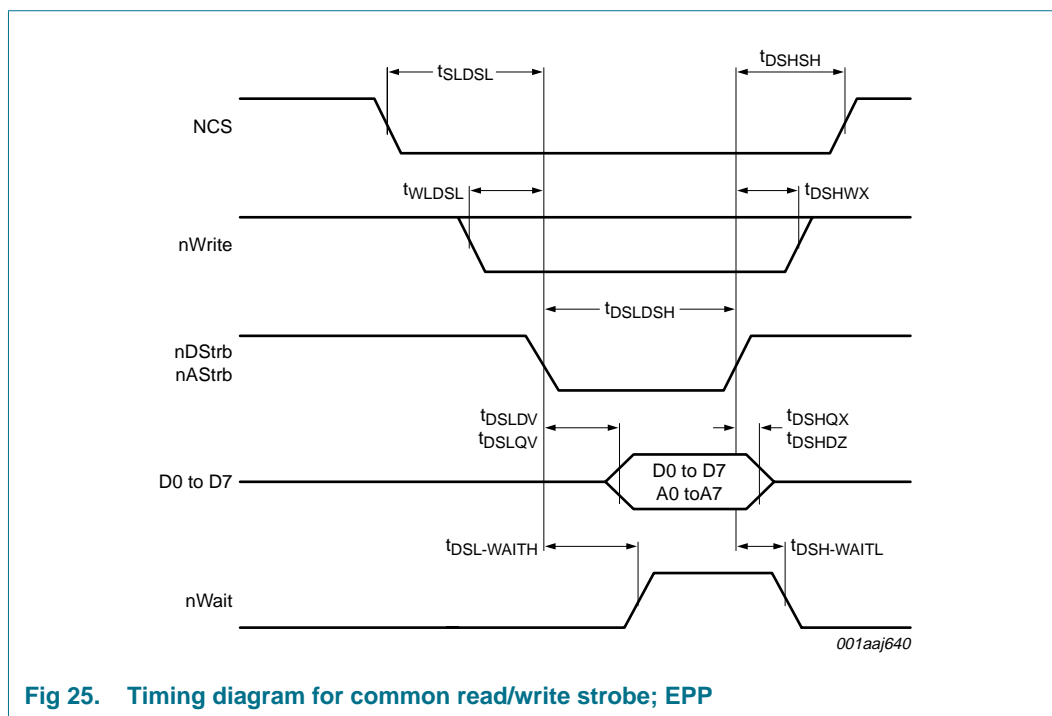 tSLDSL
tDSHSH
NCS
tWLDSL
tDSHWX
nWrite
tDSLDSH
nDStrb
nAStrb
tDSLDV
tDSLQV
tDSHQX
tDSHDZ
D0 to D7
D0 to D7
A0 toA7
tDSL-WAITH
tDSH-WAITL
nWait
001aaj640
Fig 25. Timing diagram for common read/write strobe; EPP